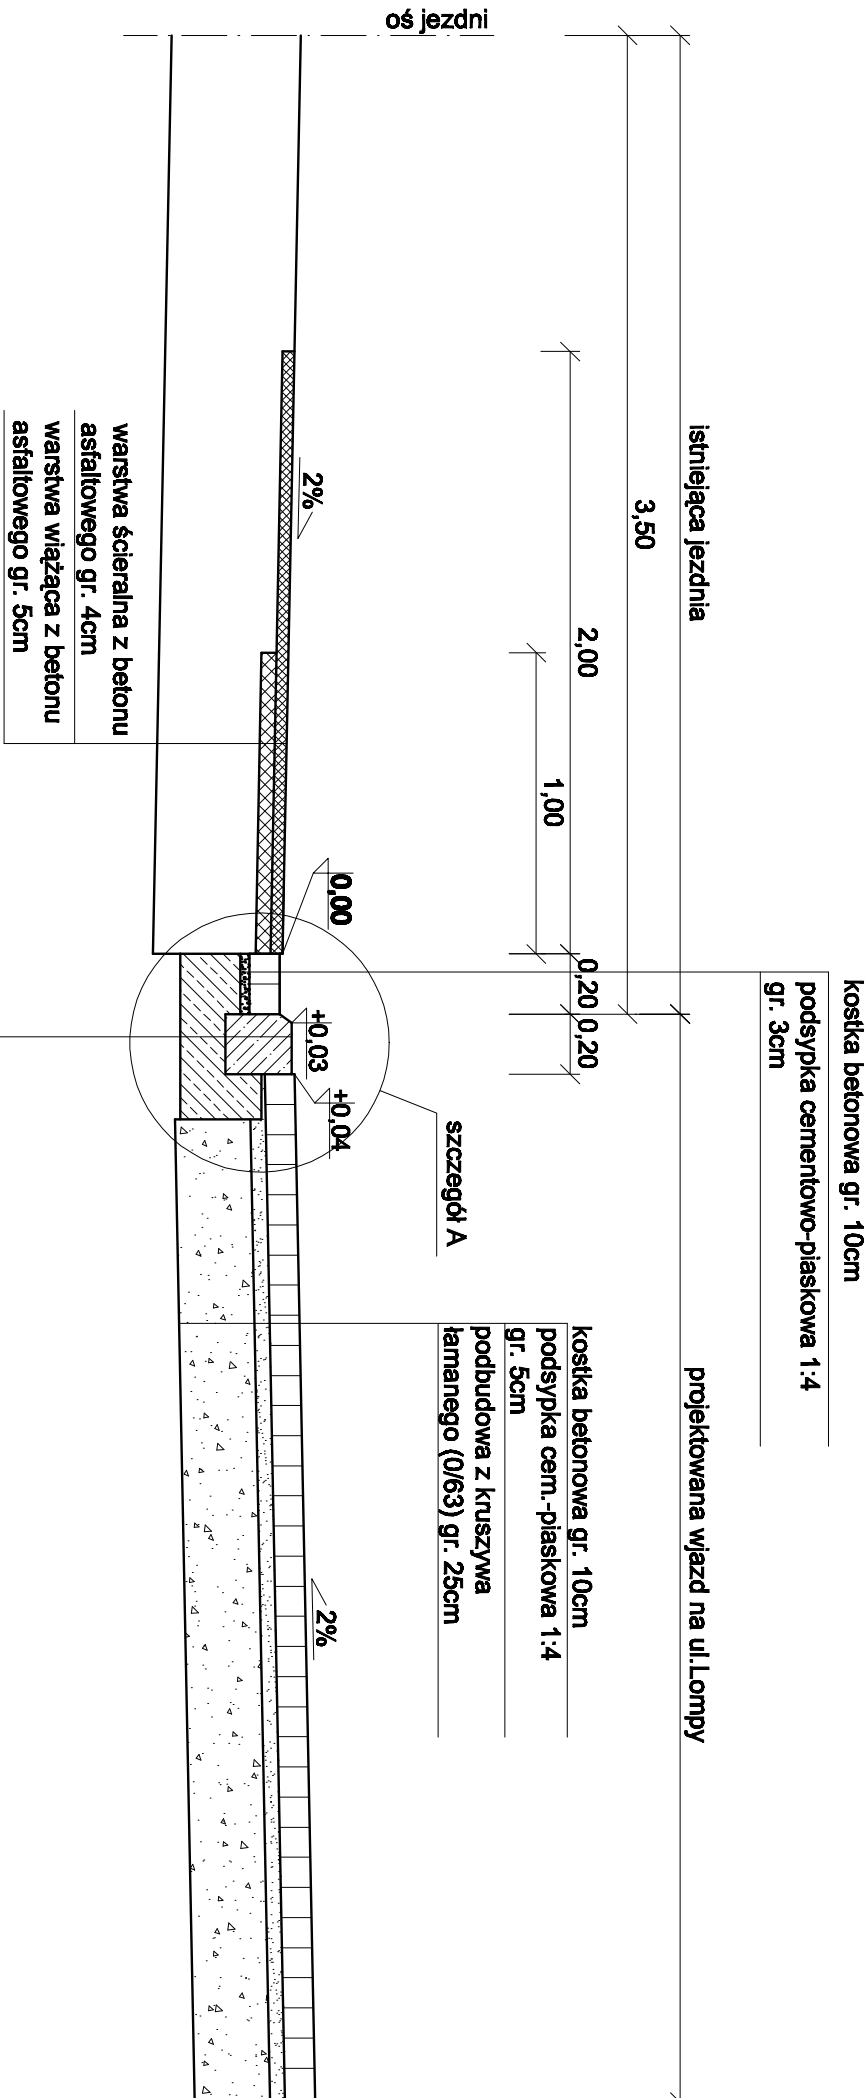 oś jezdni
istniejąca jezdnia
projektowana wjazd na ul.Lompy
3,50
2,00
0,20
0,20
1,00
kostka betonowa gr. 10cm
podsypka cementowo-piaskowa 1:4
gr. 3cm
2%
0,00
+0,03
+0,04
szczegół A
kostka betonowa gr. 10cm
podsypka cem.-piaskowa 1:4
gr. 5cm
podbudowa z kruszywa
łamanego (0/63) gr. 25cm
2%
warstwa ścieralna z betonu
asfaltowego gr. 4cm
warstwa wiążąca z betonu
asfaltowego gr. 5cm